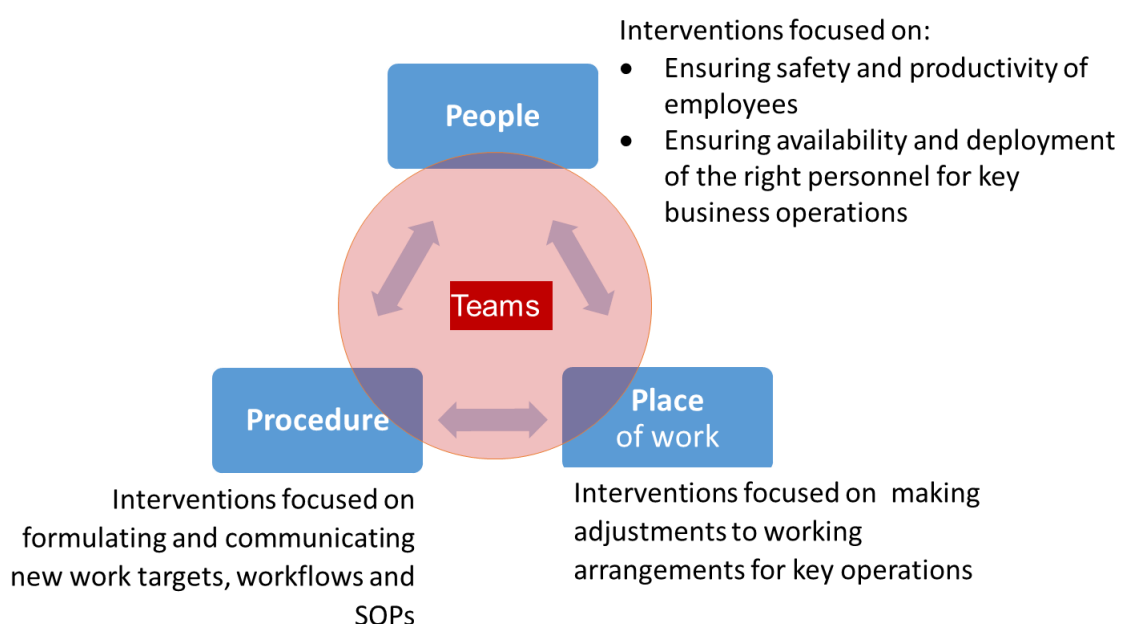 Interventions focused on:
• Ensuring safety and productivity of
employees
• Ensuring availability and deployment
of the right personnel for key
business operations
People
Teams
Procedure
Place
of work
Interventions focused on
formulating and communicating
new work targets, workflows and
SOPs
Interventions focused on making
adjustments to working
arrangements for key operations